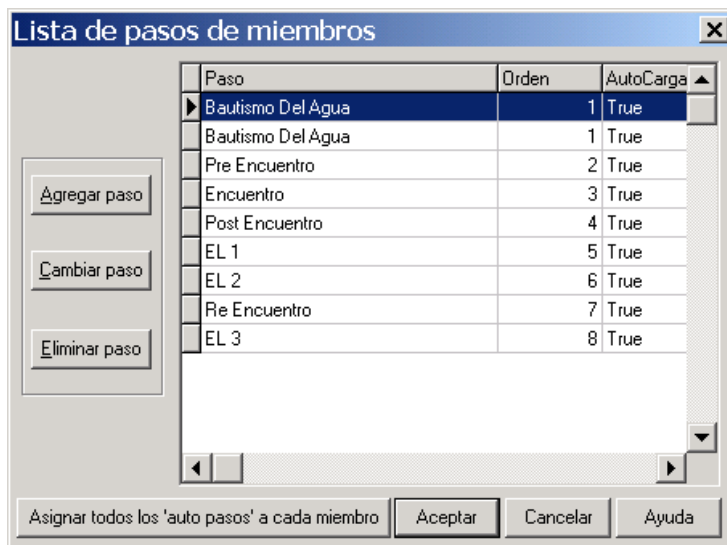 Lista de pasos de miembros
Paso Orden AutoCarga
Bautismo Del Agua 1 True
Bautismo Del Agua 1 True
Pre Encuentro 2 True
Encuentro 3 True
Post Encuentro 4 True
EL 1 5 True
EL 2 6 True
Re Encuentro 7 True
EL 3 8 True
Agregar paso
Cambiar paso
Eliminar paso
Asignar todos los 'auto pasos' a cada miembro Aceptar Cancelar Ayuda